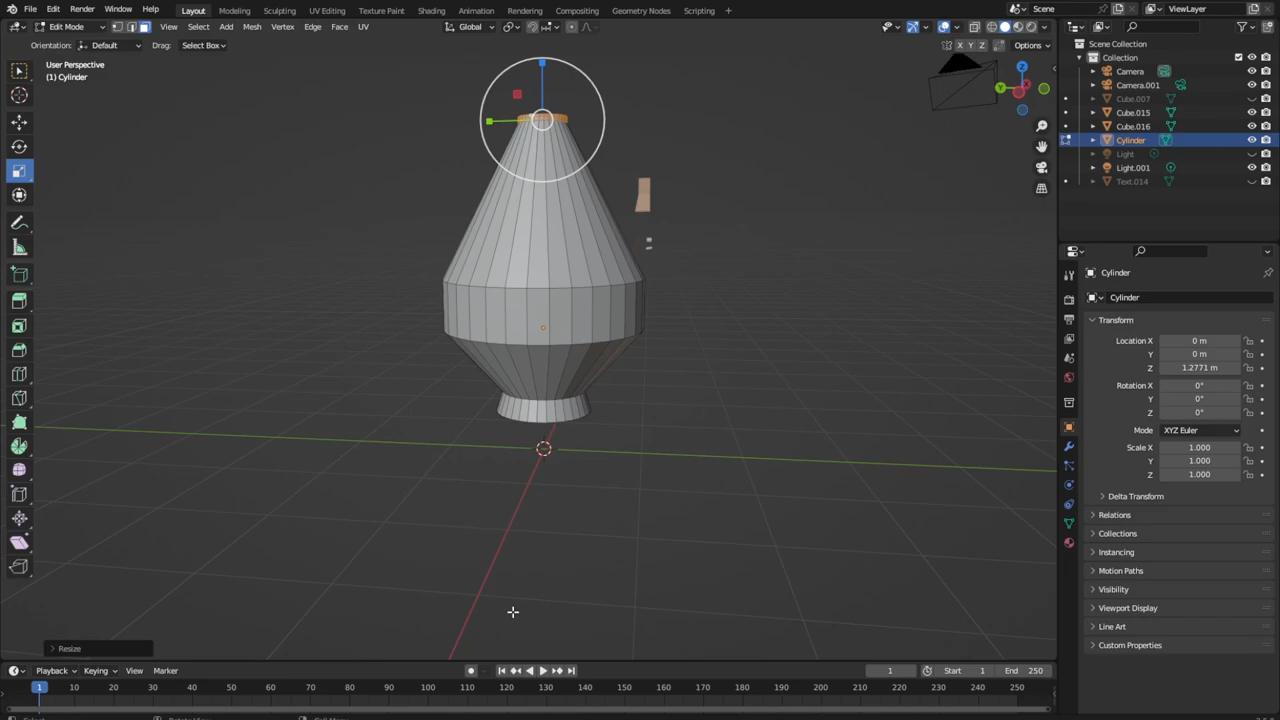 File Edit Render Window Help Layout Modeling Sculpting UV Editing Texture Paint Shading Animation Rendering Compositing Geometry Nodes Scripting Scene ViewLayer
Edit Mode View Select Add Mesh Vertex Edge Face UV Global
Orientation: Default Drag: Select Box X Y Z Options
User Perspective
(1) Cylinder
Z
Y
Scene Collection
Collection
Camera
Camera.001
Cube.007
Cube.015
Cube.016
Cylinder
Light
Light.001
Text.014
Cylinder
Cylinder
Transform
Location X 0 m
Y 0 m
Z 1.2771 m
Rotation X 0°
Y 0°
Z 0°
Mode XYZ Euler
Scale X 1.000
Y 1.000
Z 1.000
Delta Transform
Relations
Collections
Instancing
Motion Paths
Visibility
Viewport Display
Line Art
Custom Properties
Resize
Playback Keying View Marker 1 Start 1 End 250
1 10 20 30 40 50 60 70 80 90 100 110 120 130 140 150 160 170 180 190 200 210 220 230 240 250